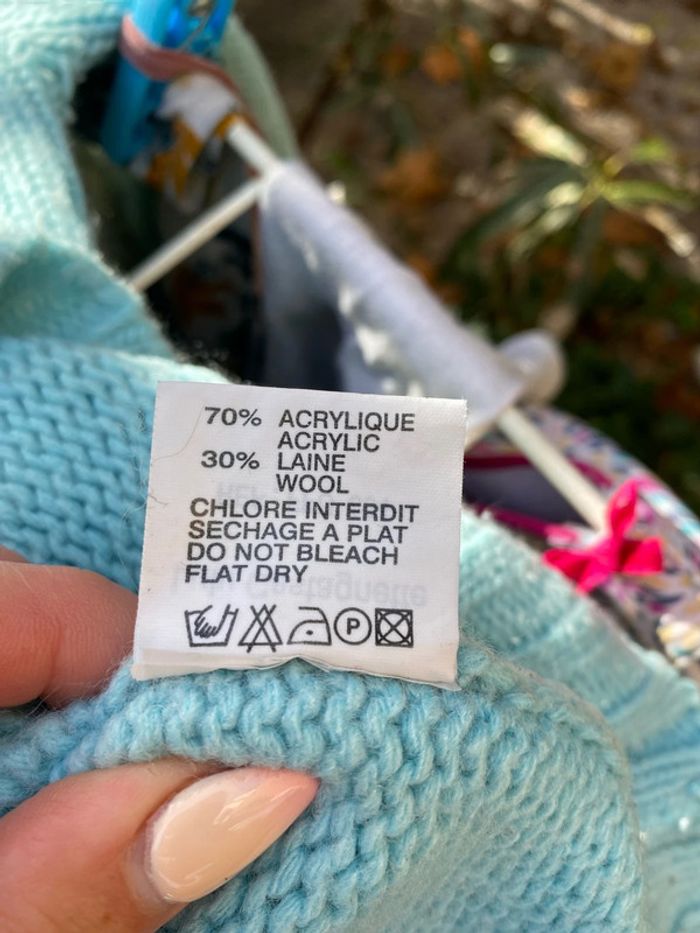 70% ACRYLIQUE
ACRYLIC
30% LAINE
WOOL
CHLORE INTERDIT
SECHAGE A PLAT
DO NOT BLEACH
FLAT DRY
P